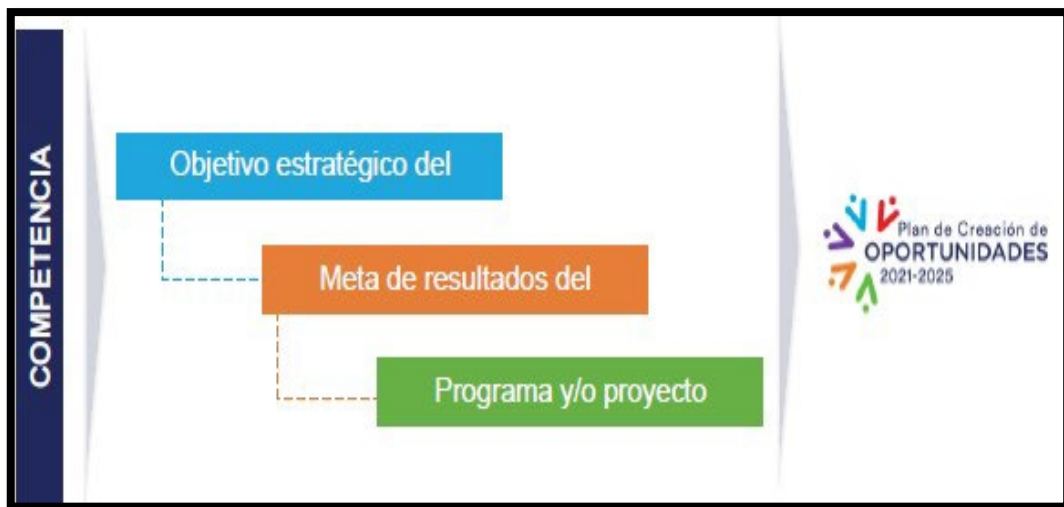 COMPETENCIA
Objetivo estratégico del
Meta de resultados del
Programa y/o proyecto
Plan de Creación de
OPORTUNIDADES
2021-2025